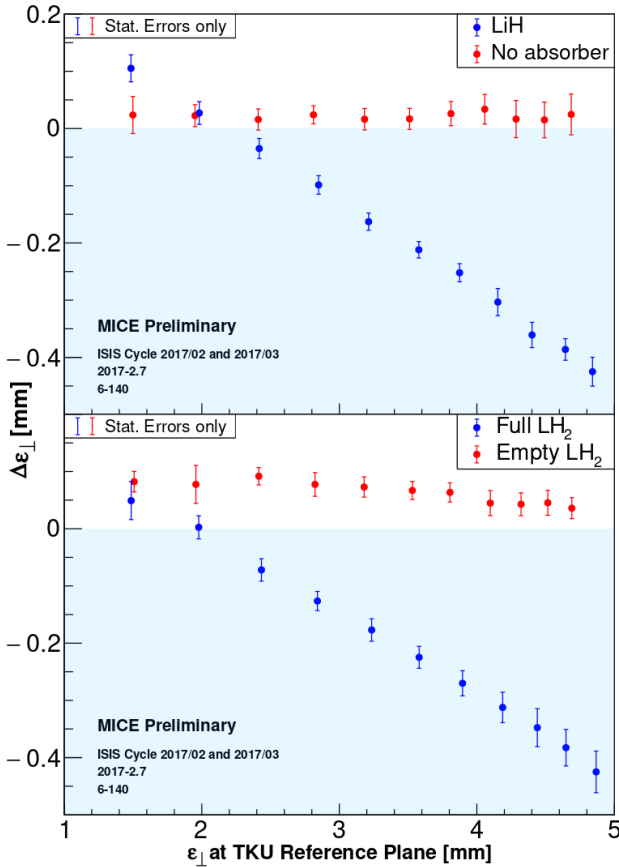 Stat. Errors only
LiH
No absorber
0.2
0
−0.2
−0.4
MICE Preliminary
ISIS Cycle 2017/02 and 2017/03
2017-2.7
6-140
Δε⊥ [mm]
Stat. Errors only
Full LH₂
Empty LH₂
0
−0.2
−0.4
MICE Preliminary
ISIS Cycle 2017/02 and 2017/03
2017-2.7
6-140
1 2 3 4 5
ε⊥ at TKU Reference Plane [mm]